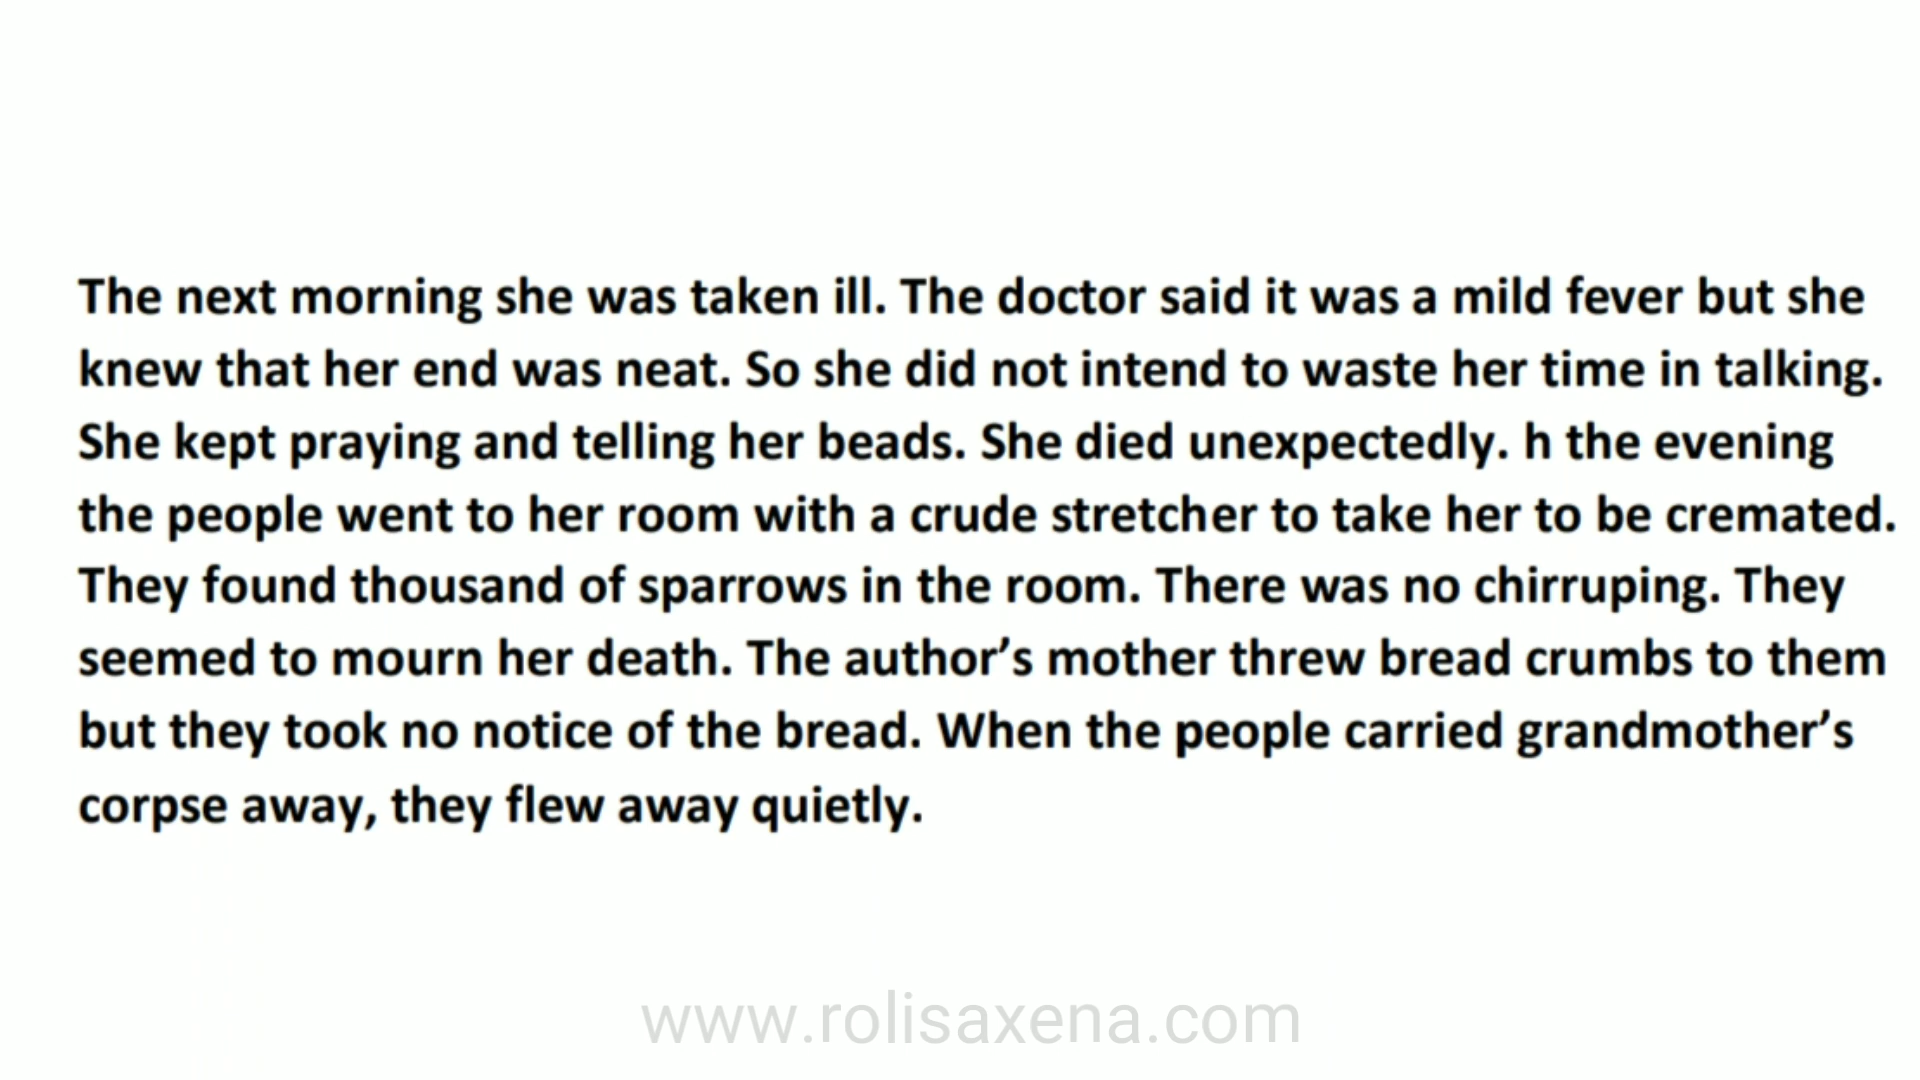 The next morning she was taken ill. The doctor said it was a mild fever but she
knew that her end was neat. So she did not intend to waste her time in talking.
She kept praying and telling her beads. She died unexpectedly. h the evening
the people went to her room with a crude stretcher to take her to be cremated.
They found thousand of sparrows in the room. There was no chirruping. They
seemed to mourn her death. The author’s mother threw bread crumbs to them
but they took no notice of the bread. When the people carried grandmother’s
corpse away, they flew away quietly.
www.rolisaxena.com